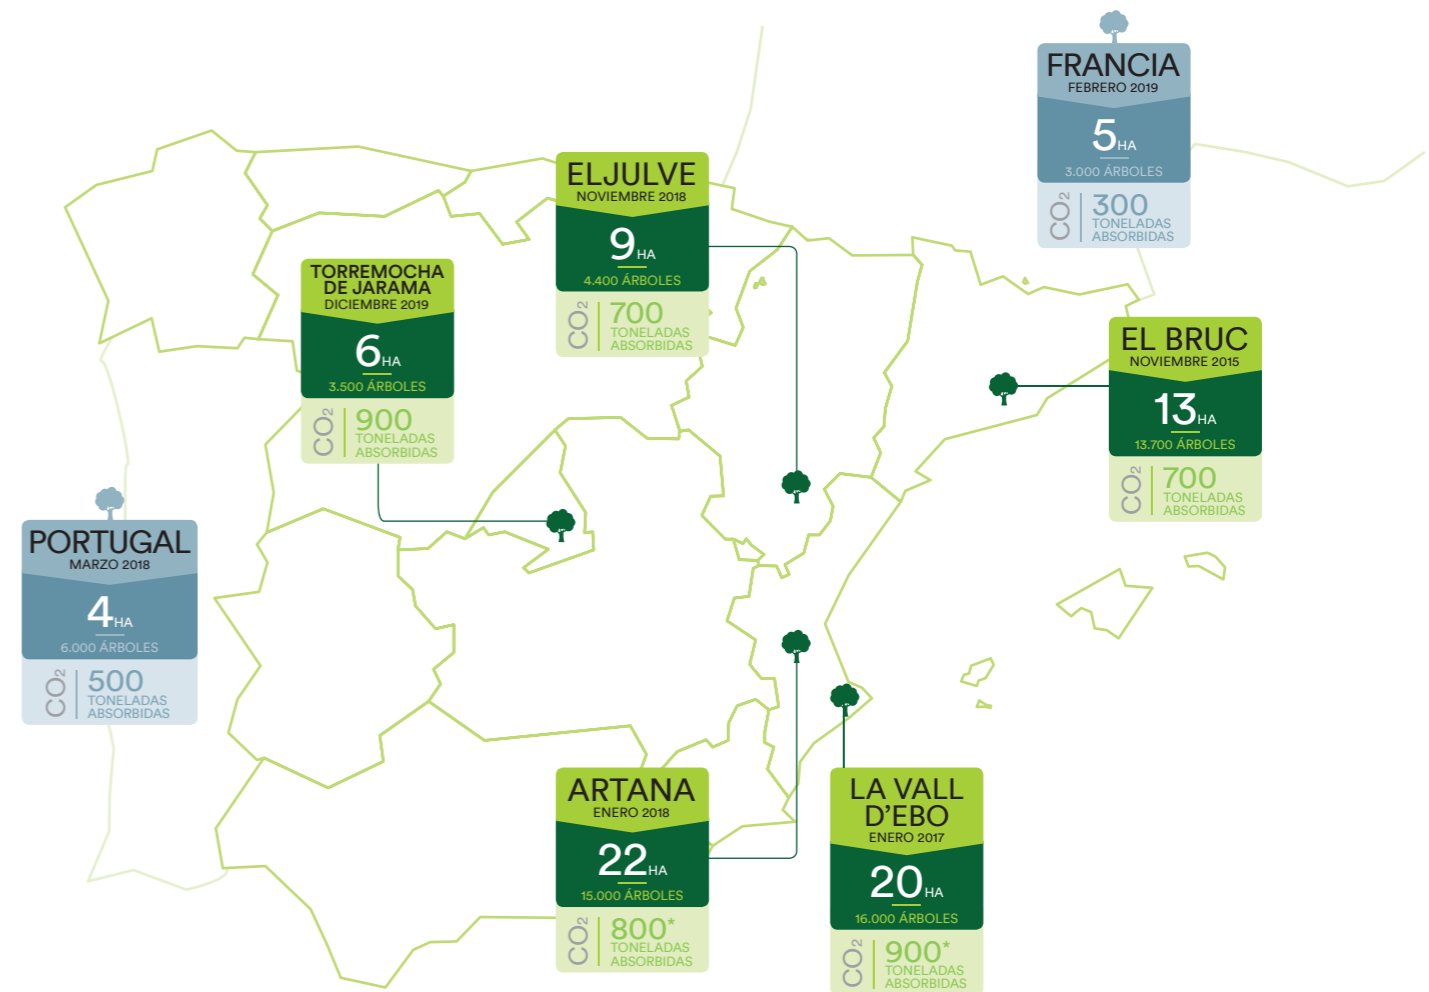 FRANCIA
FEBRERO 2019
5HA
3.000 ÁRBOLES
CO₂
300
TONELADAS
ABSORBIDAS
ELJULVE
NOVIEMBRE 2018
9HA
4.400 ÁRBOLES
CO₂
700
TONELADAS
ABSORBIDAS
TORREMOCHA
DE JARAMA
DICIEMBRE 2019
6HA
3.500 ÁRBOLES
CO₂
900
TONELADAS
ABSORBIDAS
EL BRUC
NOVIEMBRE 2015
13HA
13.700 ÁRBOLES
CO₂
700
TONELADAS
ABSORBIDAS
PORTUGAL
MARZO 2018
4HA
6.000 ÁRBOLES
CO₂
500
TONELADAS
ABSORBIDAS
ARTANA
ENERO 2018
22HA
15.000 ÁRBOLES
CO₂
800*
TONELADAS
ABSORBIDAS
LA VALL
D'EBO
ENERO 2017
20HA
16.000 ÁRBOLES
CO₂
900*
TONELADAS
ABSORBIDAS